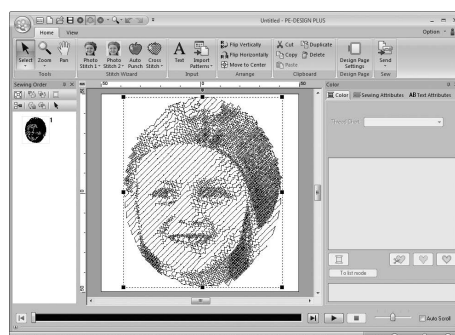 Untitled - PE-DESIGN PLUS
Home View Option
Select Zoom Pan Photo Stitch 1 Photo Stitch 2 Auto Punch Cross Stitch Text Import Patterns Flip Vertically Cut Duplicate Design Page Settings Send
Flip Horizontally Copy Delete
Move to Center Paste
Tools Stitch Wizard Input Arrange Clipboard Design Page Sew
Sewing Order
Color
Color Sewing Attributes AB Text Attributes
1
Thread Chart
To list mode
Auto Scroll